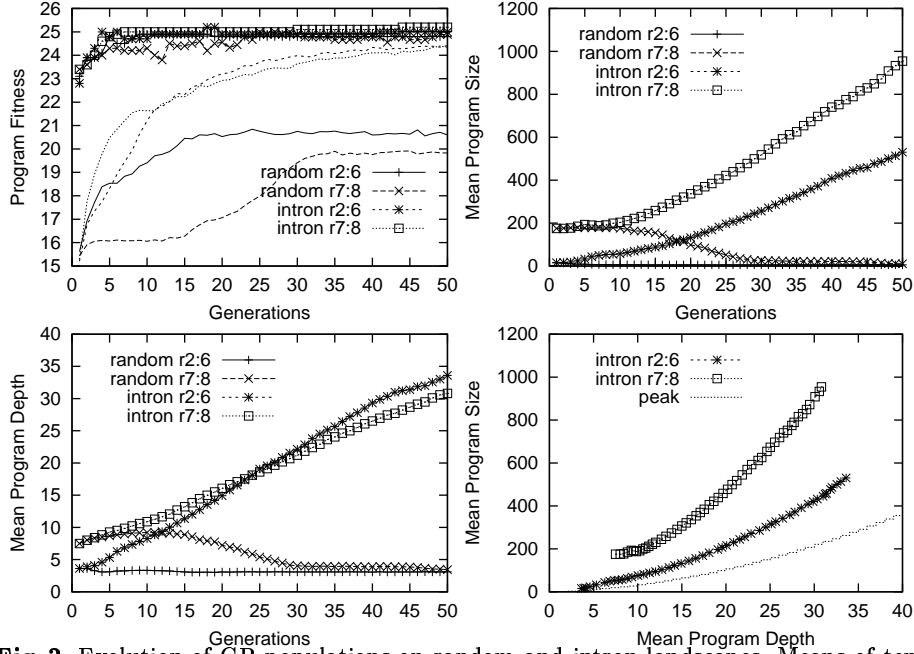 26
25
24
23
22
21
20
19
18
17
16
15
Program Fitness
random r2:6
random r7:8
intron r2:6
intron r7:8
0 5 10 15 20 25 30 35 40 45 50
Generations
1200
1000
800
600
400
200
0
Mean Program Size
random r2:6
random r7:8
intron r2:6
intron r7:8
0 5 10 15 20 25 30 35 40 45 50
Generations
40
35
30
25
20
15
10
5
0
Mean Program Depth
random r2:6
random r7:8
intron r2:6
intron r7:8
0 5 10 15 20 25 30 35 40 45 50
Generations
1200
1000
800
600
400
200
0
Mean Program Size
intron r2:6
intron r7:8
peak
0 5 10 15 20 25 30 35 40
Mean Program Depth
Evolution of GP populations on random and intron landscapes. Means of ten